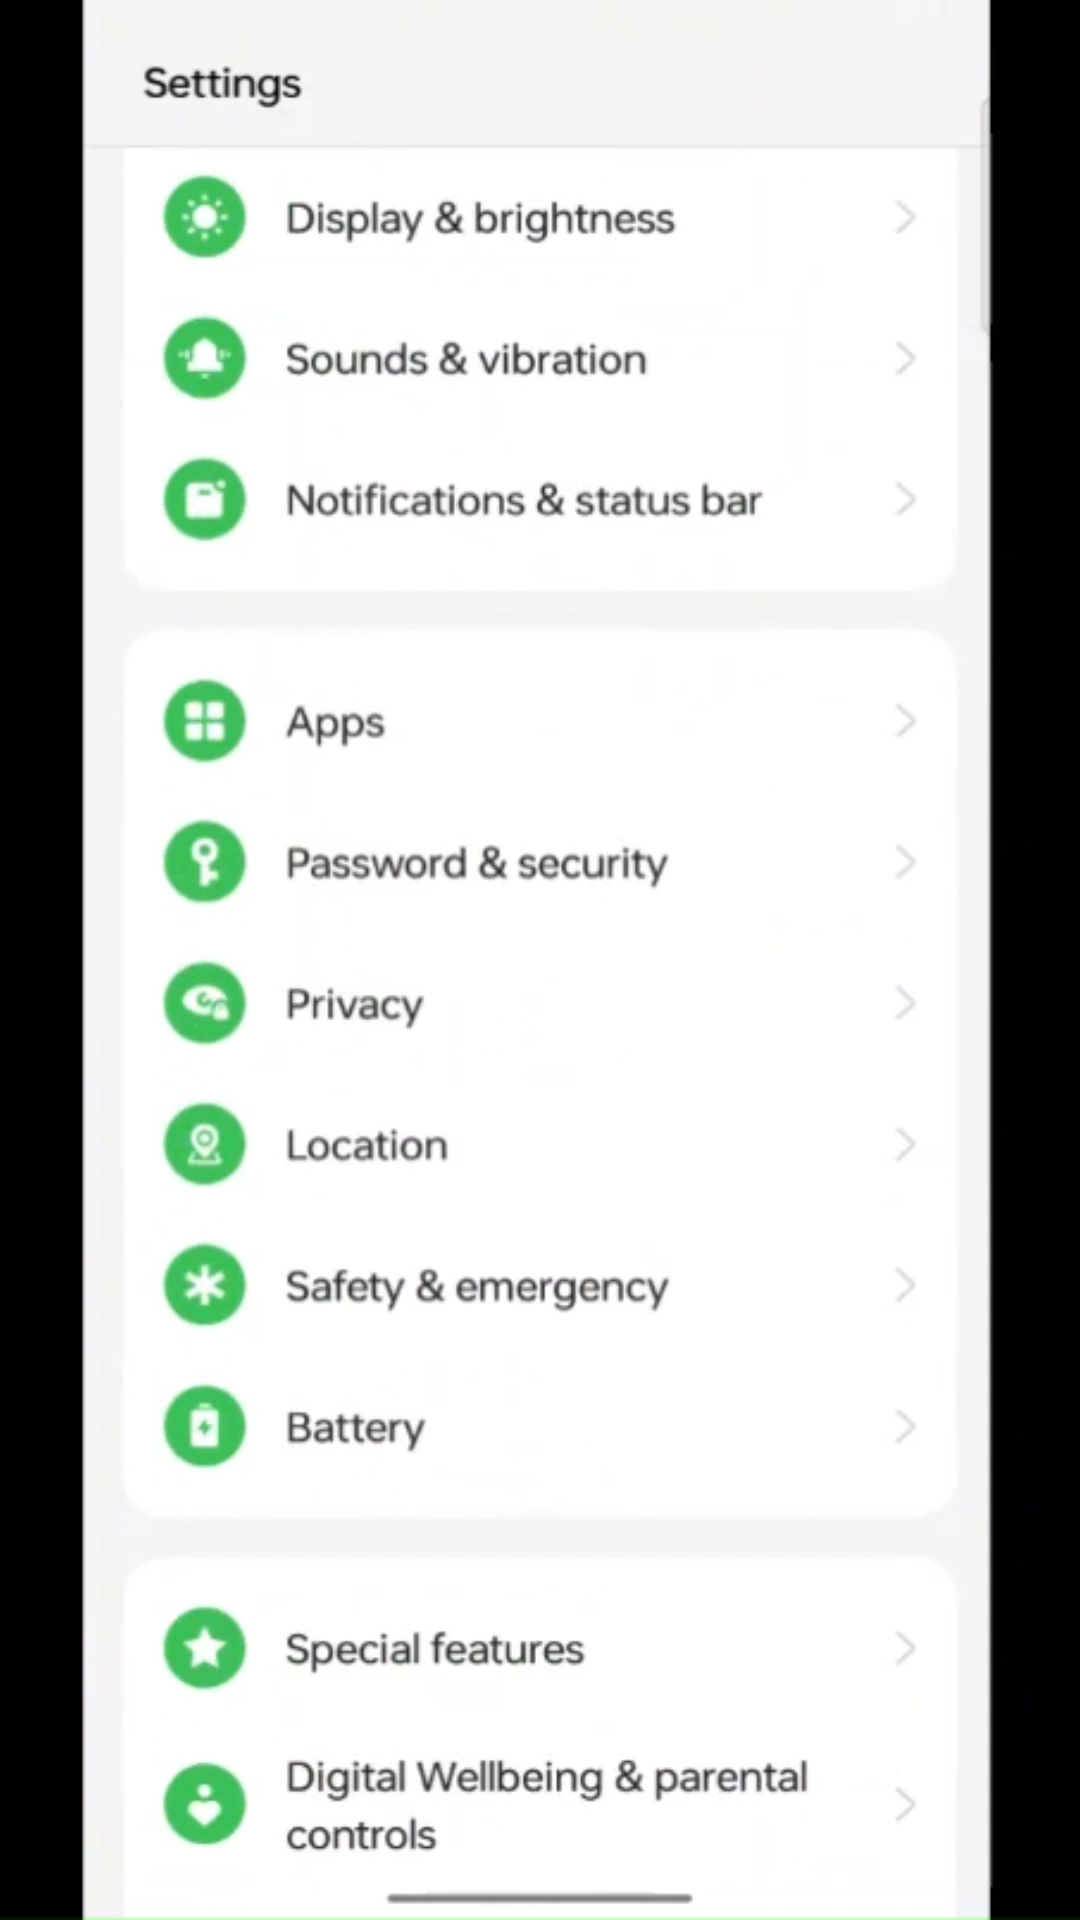 Settings
Display & brightness
Sounds & vibration
Notifications & status bar
Apps
Password & security
Privacy
Location
Safety & emergency
Battery
Special features
Digital Wellbeing & parental
controls